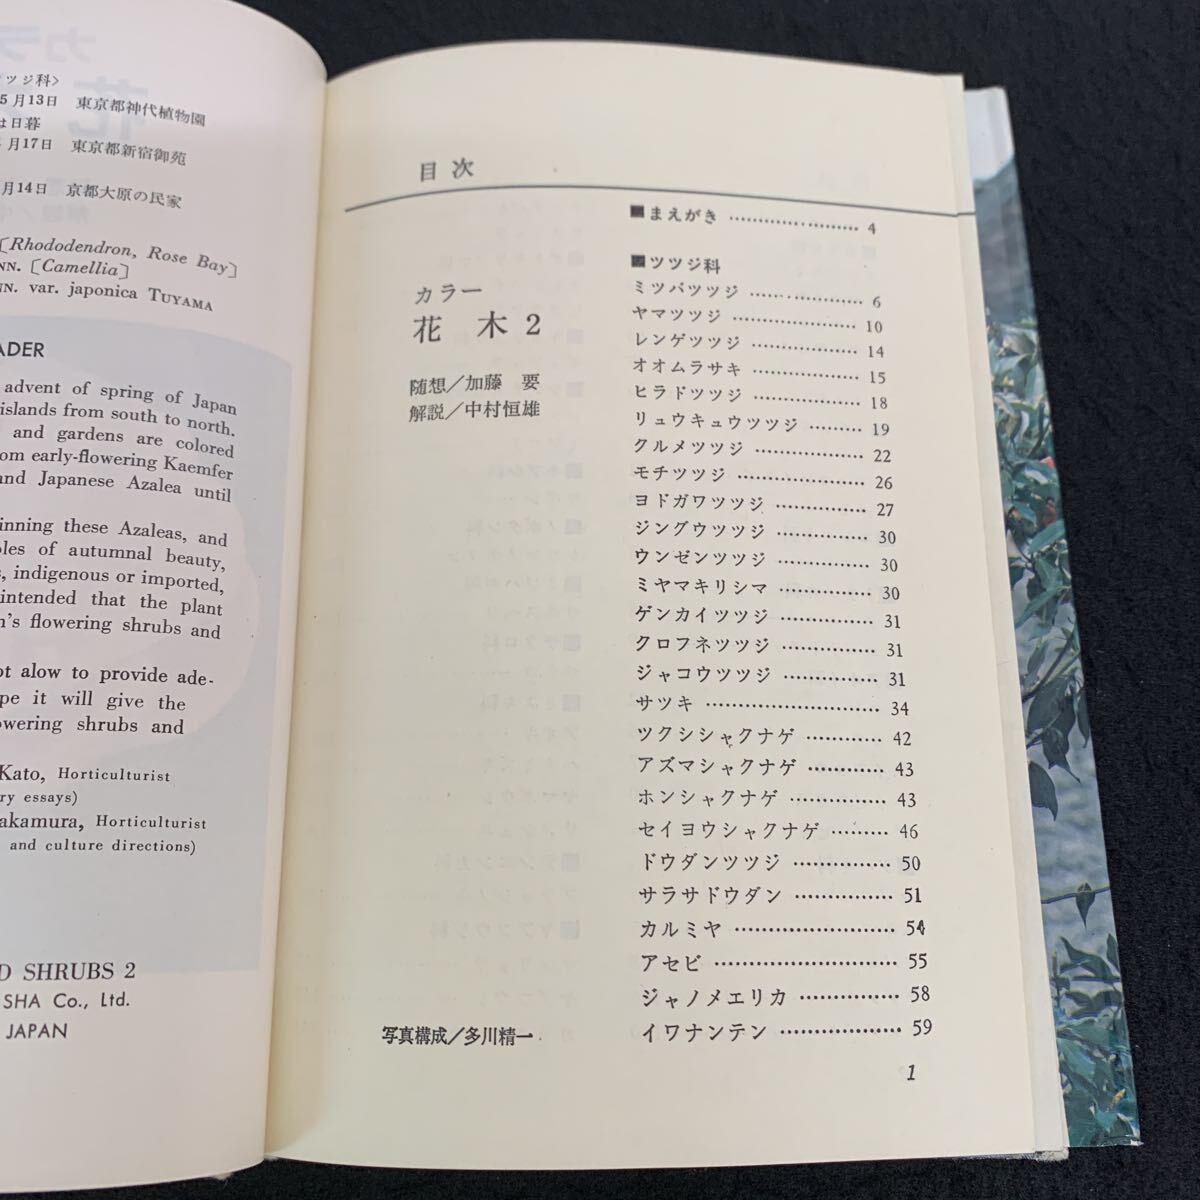 ツツジ科〉
5月13日 東京都神代植物園
は日暮
月17日 東京都新宿御苑
月14日 京都大原の民家
[Rhododendron, Rose Bay]
NN. [Camellia]
NN. var. japonica TUYAMA
ADER
advent of spring of Japan
islands from south to north.
and gardens are colored
om early-flowering Kaemfer
and Japanese Azalea until
inning these Azaleas, and
ples of autumnal beauty,
s, indigenous or imported,
intended that the plant
n's flowering shrubs and
ot alow to provide ade-
pe it will give the
owering shrubs and
Kato, Horticulturist
ry essays)
akamura, Horticulturist
and culture directions)
D SHRUBS 2
SHA Co., Ltd.
JAPAN
目次
カラー
花木2
随想/加藤 要
解説/中村恒雄
写真構成/多川精一
■まえがき ……………… 4
■ツツジ科
ミツバツツジ ……………… 6
ヤマツツジ ……………… 10
レンゲツツジ ……………… 14
オオムラサキ ……………… 15
ヒラドツツジ ……………… 18
リュウキュウツツジ ………… 19
クルメツツジ ……………… 22
モチツツジ ……………… 26
ヨドガワツツジ ……………… 27
ジングウツツジ ……………… 30
ウンゼンツツジ ……………… 30
ミヤマキリシマ ……………… 30
ゲンカイツツジ ……………… 31
クロフネツツジ ……………… 31
ジャコウツツジ ……………… 31
サツキ ……………………… 34
ツクシシャクナゲ ………… 42
アズマシャクナゲ ………… 43
ホンシャクナゲ ……………… 43
セイヨウシャクナゲ ……… 46
ドウダンツツジ ……………… 50
サラサドウダン ……………… 51
カルミヤ ……………………… 54
アセビ ……………………… 55
ジャノメエリカ ……………… 58
イワナンテン ……………… 59
1